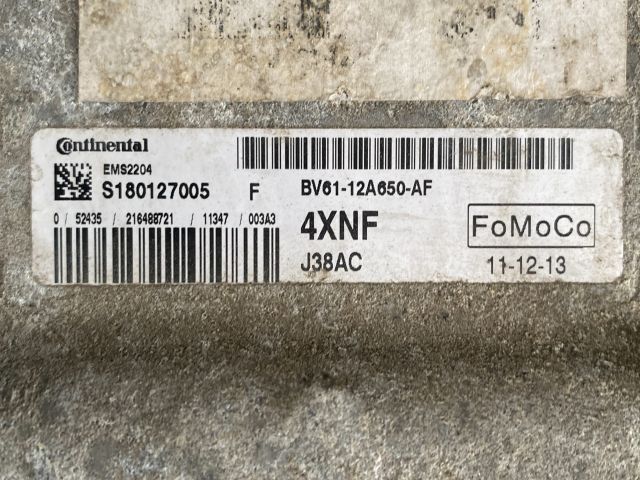 Continental
EMS2204
S180127005 F
BV61-12A650-AF
0 / 52435 / 216488721 / 11347 / 003A3
4XNF
J38AC
FoMoCo
11-12-13